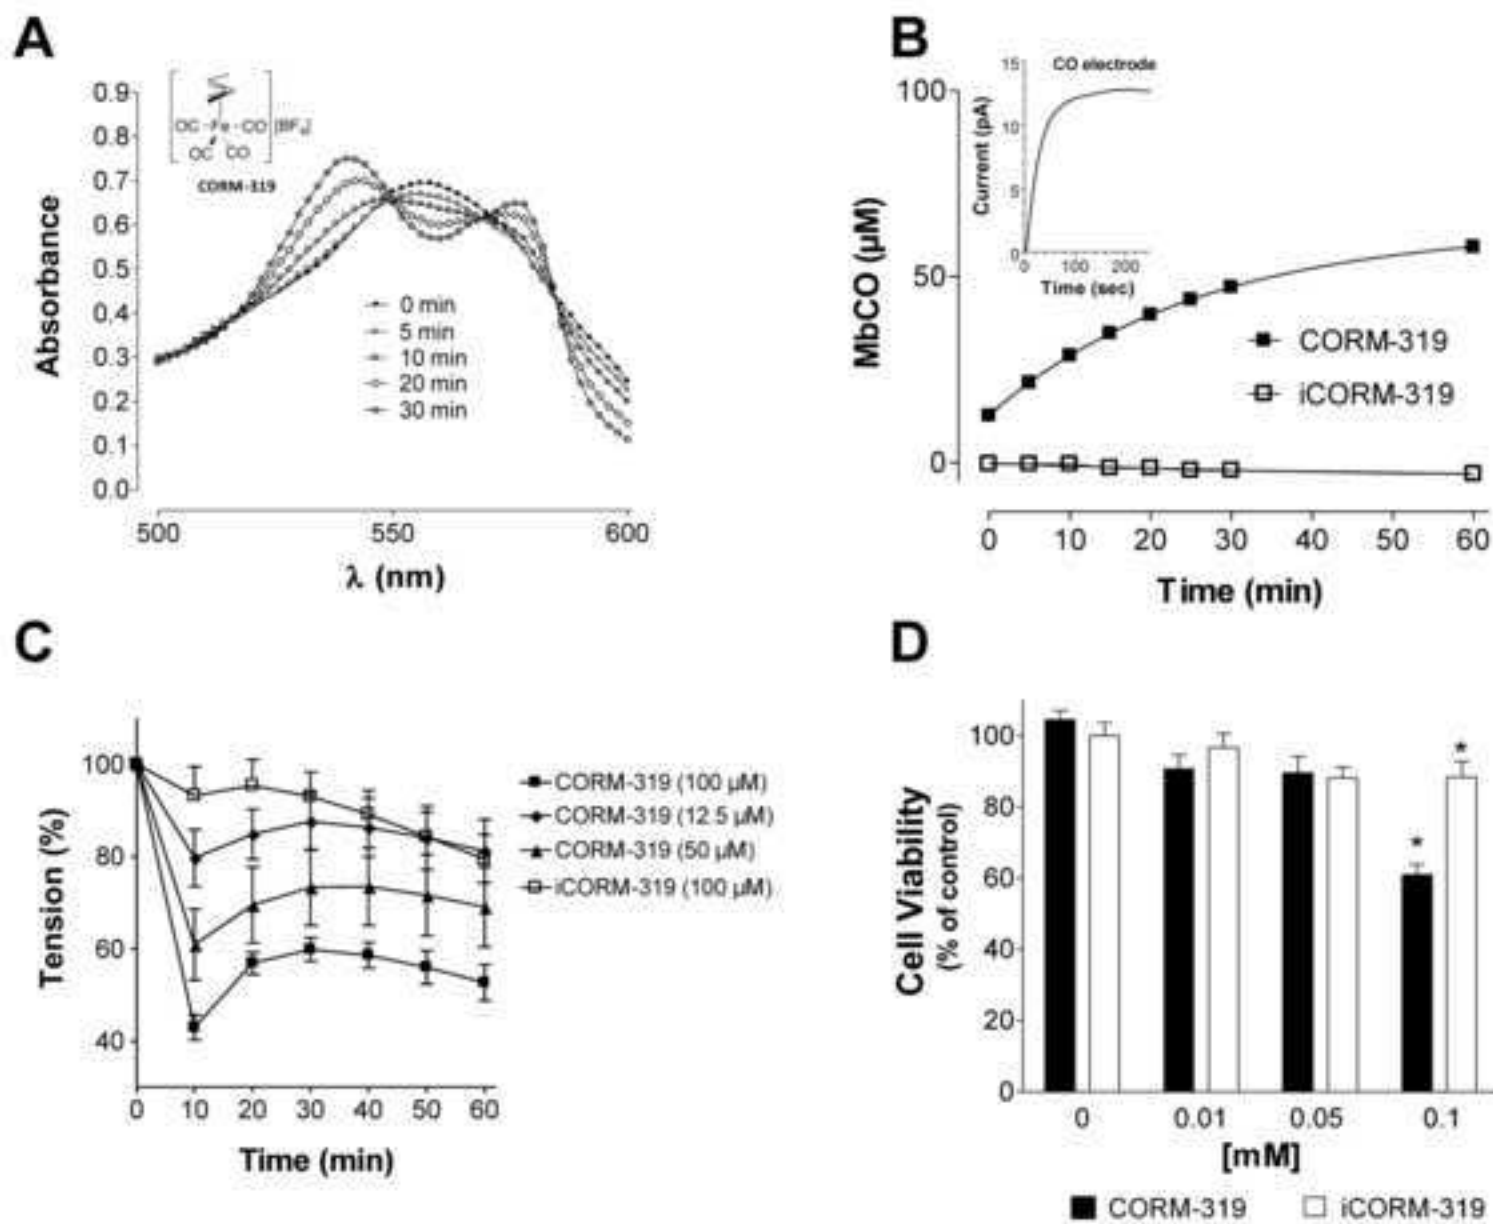 A
0.9
0.8
0.7
0.6
0.5
0.4
0.3
0.2
0.1
0.0
Absorbance
OC Fe CO [BF4]
OC CO
CORM-319
0 min
5 min
10 min
20 min
30 min
500 550 600
λ (nm)
B
100
50
0
MbCO (µM)
15
10
5
0
Current (pA)
CO electrode
0 100 200
Time (sec)
CORM-319
iCORM-319
0 10 20 30 40 50 60
Time (min)
C
100
80
60
40
Tension (%)
CORM-319 (100 µM)
CORM-319 (12.5 µM)
CORM-319 (50 µM)
iCORM-319 (100 µM)
0 10 20 30 40 50 60
Time (min)
D
100
80
60
40
20
0
Cell Viability
(% of control)
*
*
0 0.01 0.05 0.1
[mM]
CORM-319 iCORM-319